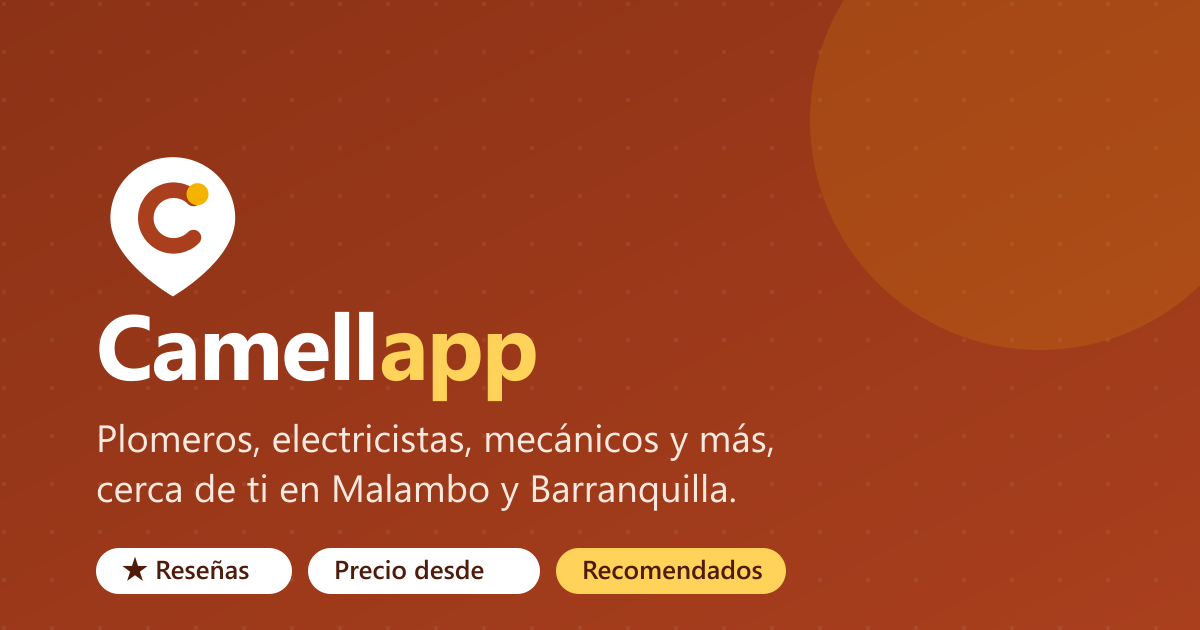 Camellapp
Plomeros, electricistas, mecánicos y más,
cerca de ti en Malambo y Barranquilla.
★ Reseñas
Precio desde
Recomendados